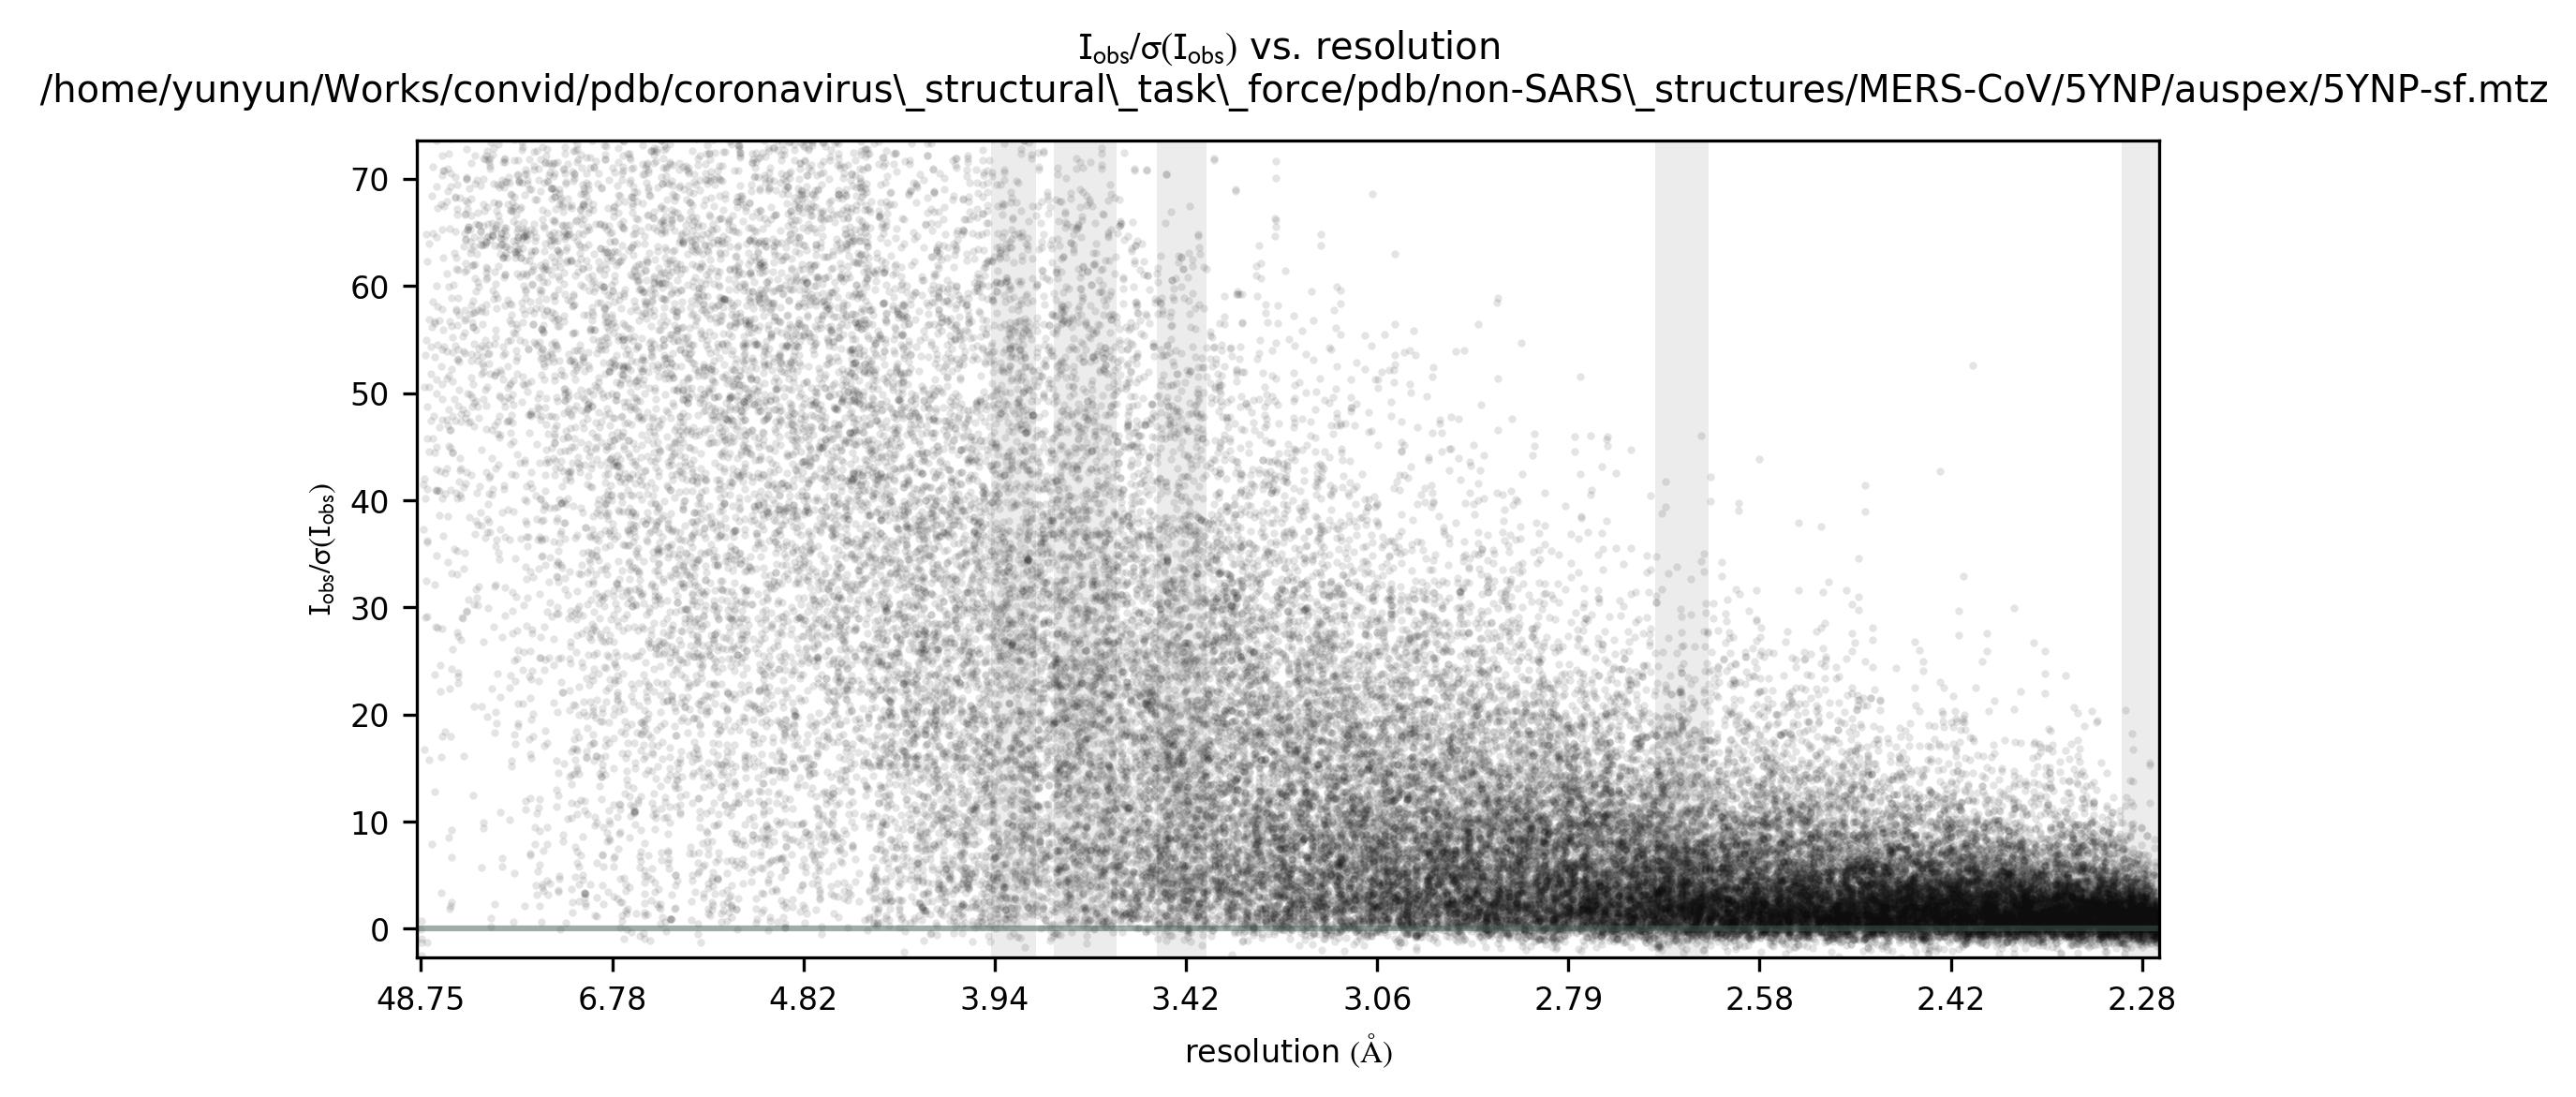 Iobs/σ(Iobs) vs. resolution
/home/yunyun/Works/convid/pdb/coronavirus\_structural\_task\_force/pdb/non-SARS\_structures/MERS-CoV/5YNP/auspex/5YNP-sf.mtz
70
60
50
40
30
20
10
0
Iobs/σ(Iobs)
48.75 6.78 4.82 3.94 3.42 3.06 2.79 2.58 2.42 2.28
resolution (Å)